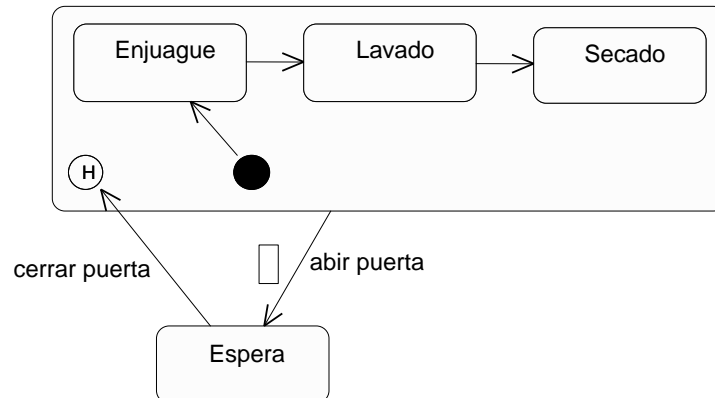 Enjuague
Lavado
Secado
H
cerrar puerta
abir puerta
Espera